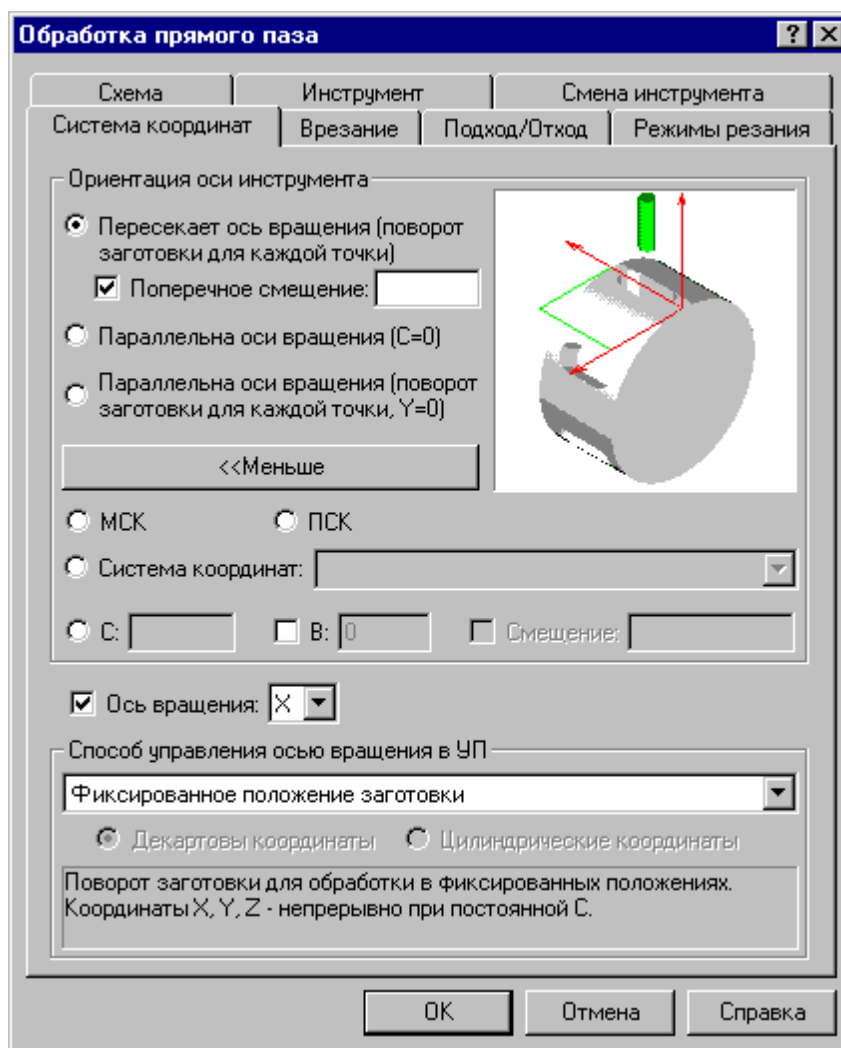 Обработка прямого паза
Схема
Инструмент
Смена инструмента
Система координат
Врезание
Подход/Отход
Режимы резания
Ориентация оси инструмента
Пересекает ось вращения (поворот
заготовки для каждой точки)
Поперечное смещение:
Параллельна оси вращения (C=0)
Параллельна оси вращения (поворот
заготовки для каждой точки, Y=0)
<<Меньше
МСК
ПСК
Система координат:
C:
B: 0
Смещение:
Ось вращения: X
Способ управления осью вращения в УП
Фиксированное положение заготовки
Декартовы координаты
Цилиндрические координаты
Поворот заготовки для обработки в фиксированных положениях.
Координаты X, Y, Z - непрерывно при постоянной C.
OK
Отмена
Справка